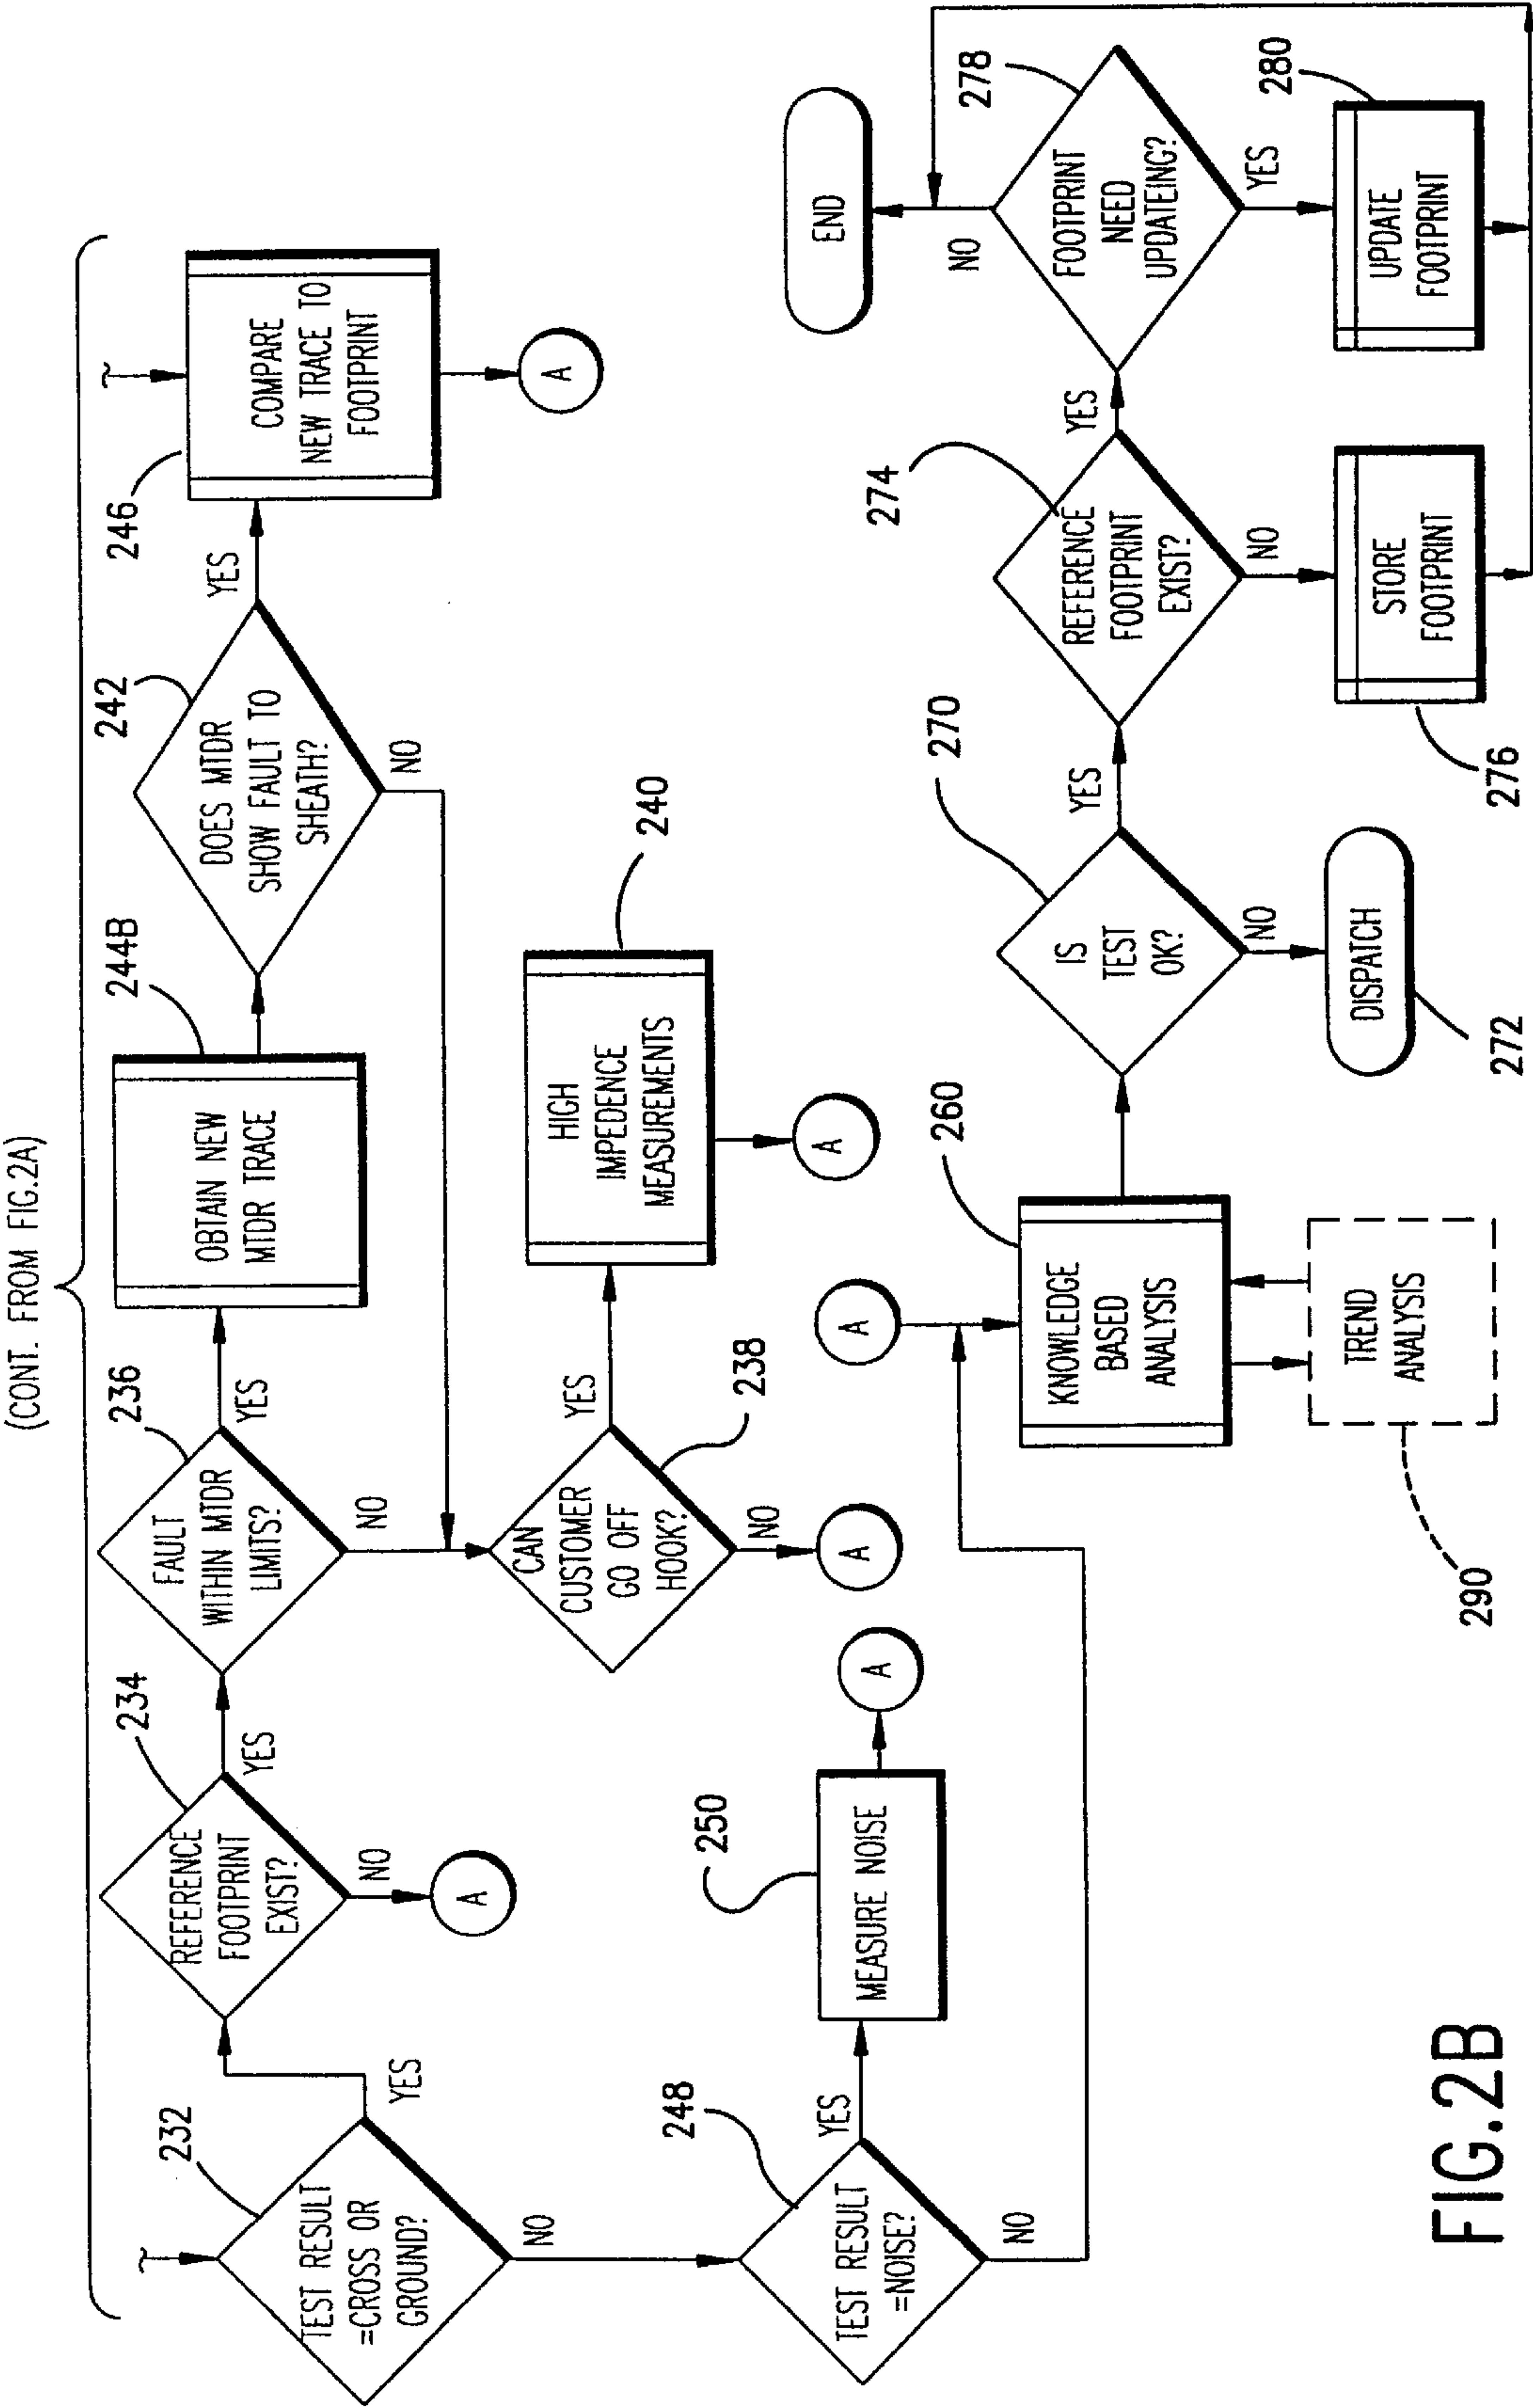 (CONT. FROM FIG.2A)
232
TEST RESULT
=CROSS OR
GROUND?
YES
NO
234
REFERENCE
FOOTPRINT
EXIST?
YES
NO
A
236
FAULT
WITHIN MTDR
LIMITS?
YES
NO
244B
OBTAIN NEW
MTDR TRACE
242
DOES MTDR
SHOW FAULT TO
SHEATH?
YES
NO
246
COMPARE
NEW TRACE TO
FOOTPRINT
A
CAN
CUSTOMER
GO OFF
HOOK?
238
YES
NO
A
240
HIGH
IMPEDENCE
MEASUREMENTS
A
248
TEST RESULT
=NOISE?
YES
NO
250
MEASURE NOISE
A
A
260
KNOWLEDGE
BASED
ANALYSIS
TREND
ANALYSIS
290
270
IS
TEST
OK?
YES
NO
DISPATCH
272
274
REFERENCE
FOOTPRINT
EXIST?
YES
NO
STORE
FOOTPRINT
276
278
FOOTPRINT
NEED
UPDATEING?
NO
YES
END
280
UPDATE
FOOTPRINT
FIG.2B